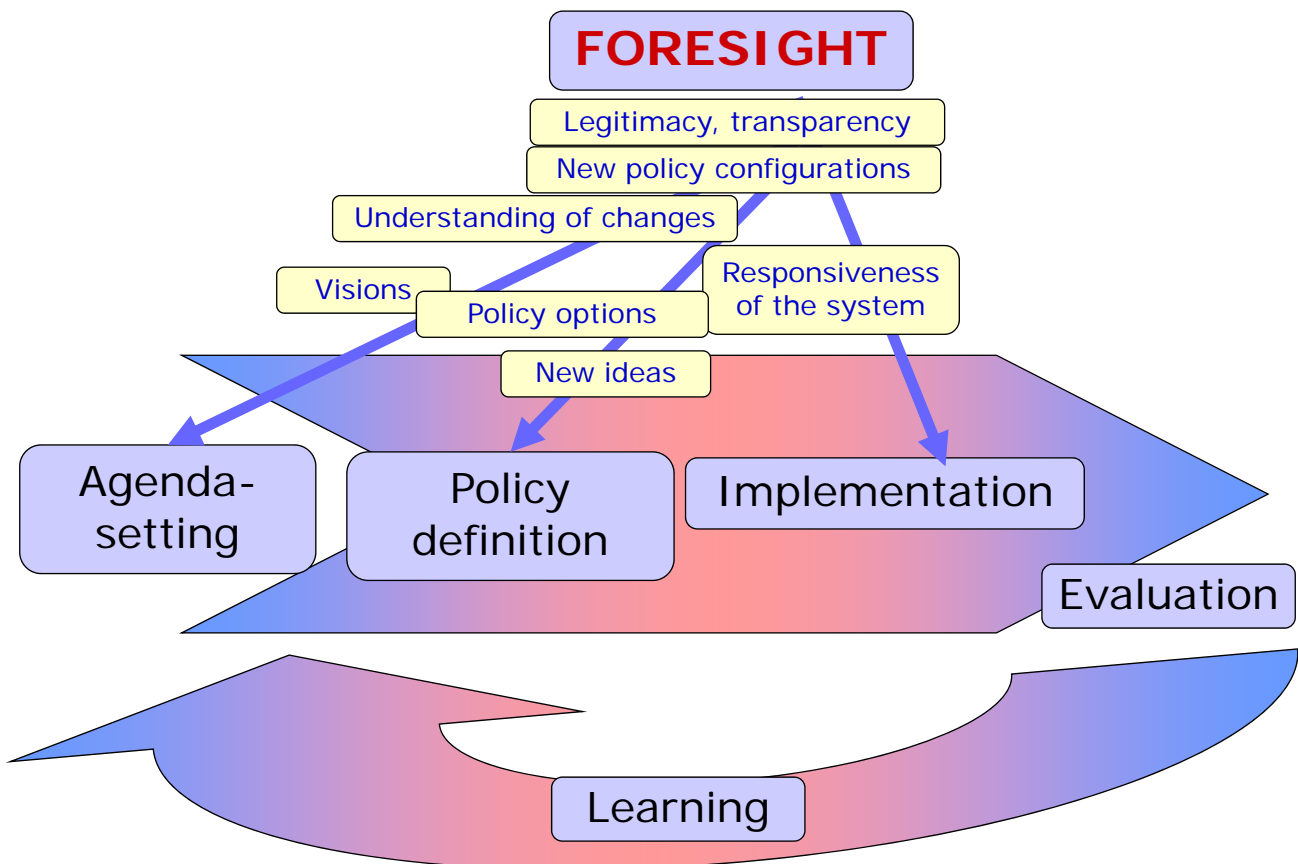 FORESIGHT
Legitimacy, transparency
New policy configurations
Understanding of changes
Visions
Policy options
Responsiveness
of the system
New ideas
Agenda-
setting
Policy
definition
Implementation
Evaluation
Learning